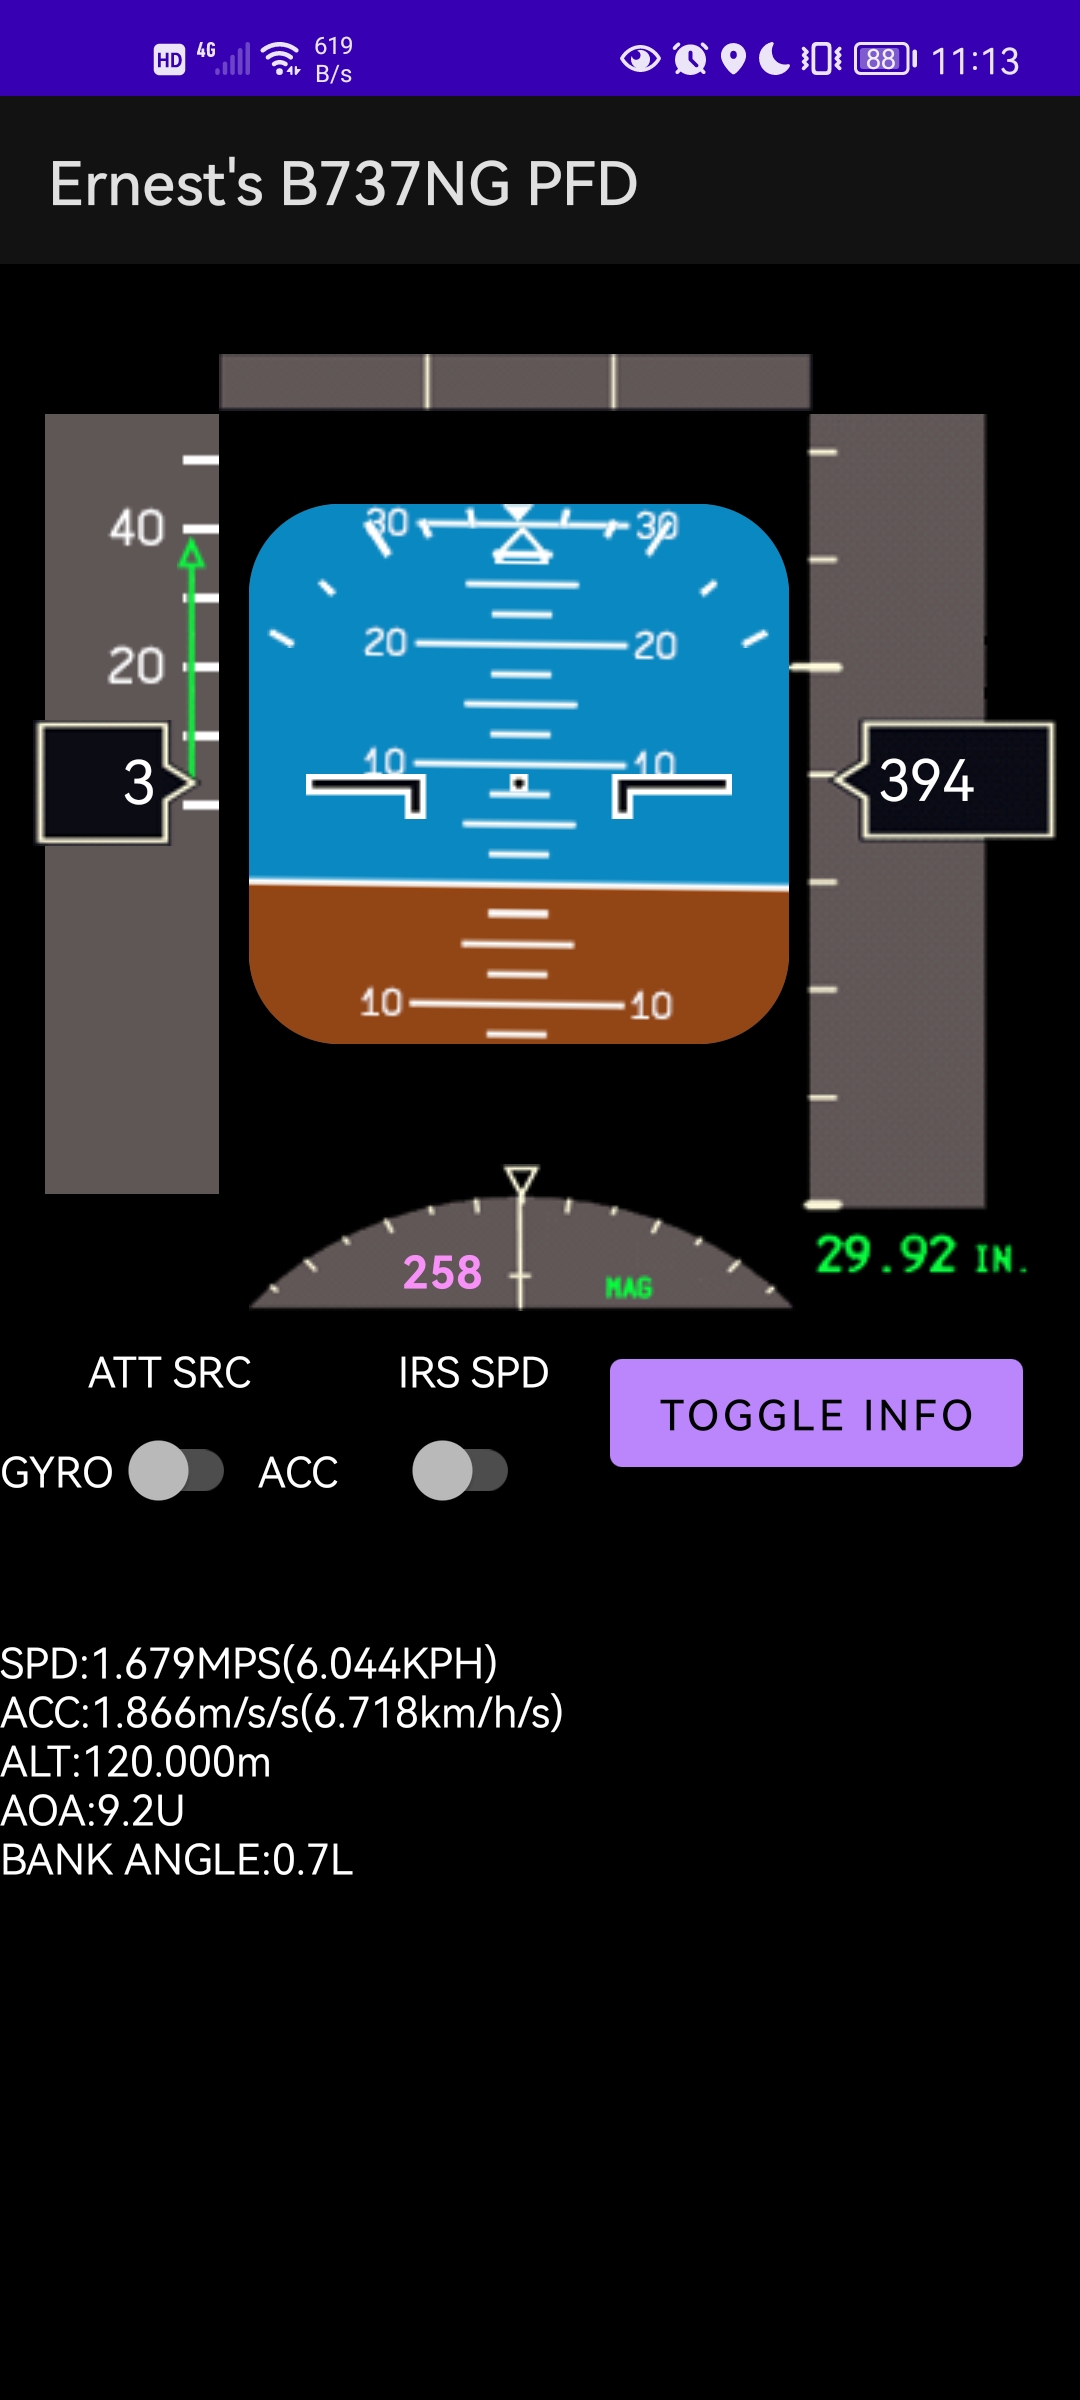 HD 4G 619 B/s 88 11:13
Ernest's B737NG PFD
40
20
3
30 30
20 20
10 10
10 10
394
258 MAG
29.92 IN.
ATT SRC IRS SPD
TOGGLE INFO
GYRO ACC
SPD:1.679MPS(6.044KPH)
ACC:1.866m/s/s(6.718km/h/s)
ALT:120.000m
AOA:9.2U
BANK ANGLE:0.7L